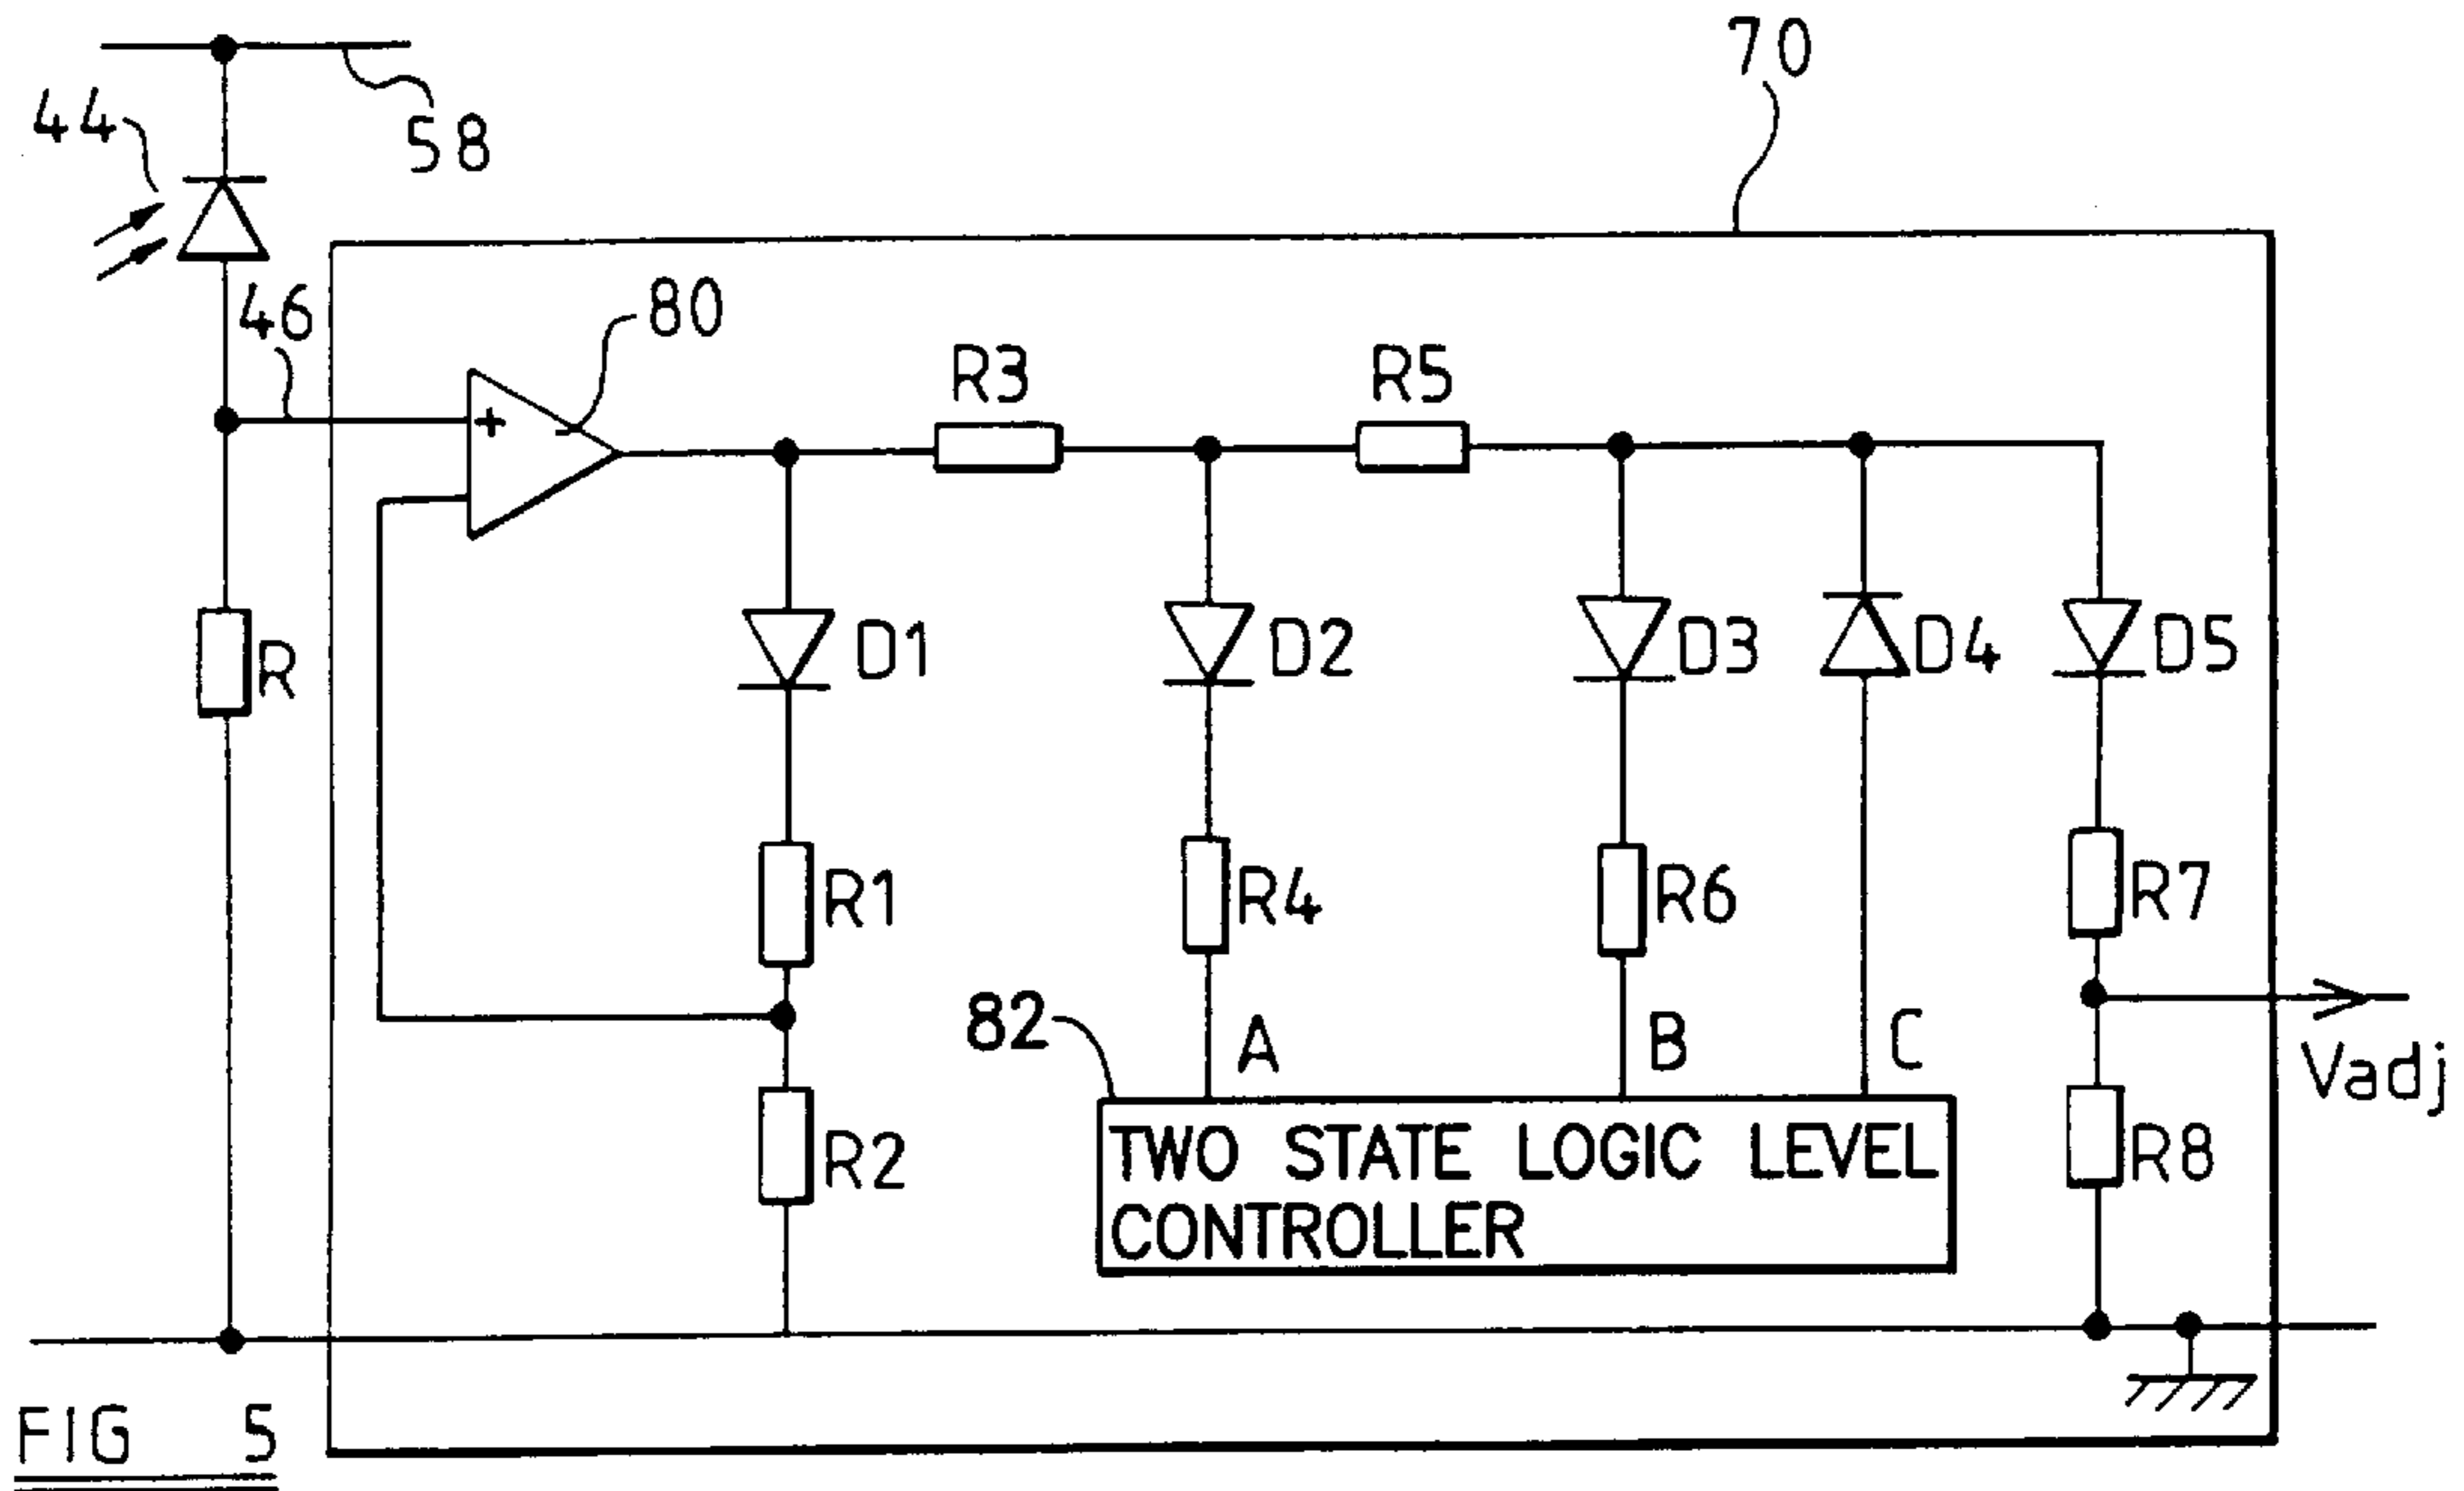 70
44
58
46
80
R3
R5
+
R
D1
D2
D3
D4
D5
R1
R4
R6
R7
82
A
B
C
Vadj
TWO STATE LOGIC LEVEL
CONTROLLER
R2
R8
FIG 5